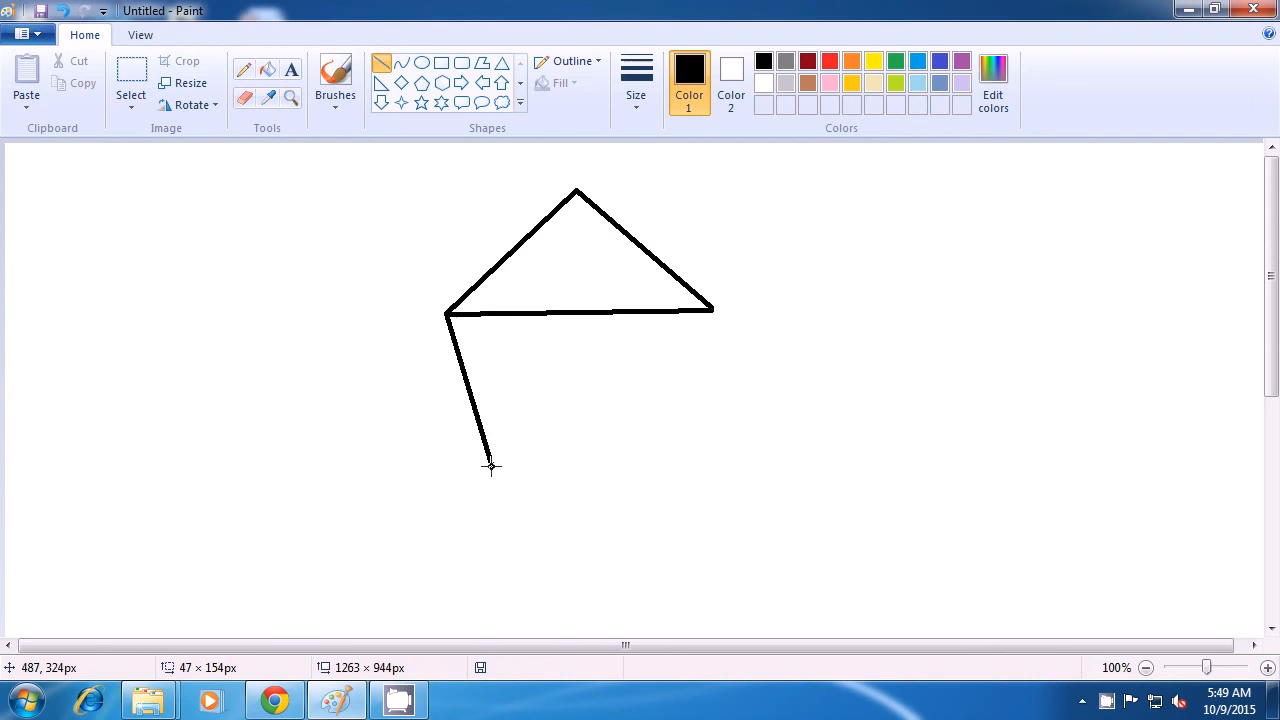 Untitled - Paint
Home View
Paste
Cut
Copy
Clipboard
Select
Crop
Resize
Rotate
Image
A
Tools
Brushes
Outline
Fill
Shapes
Size
Color 1
Color 2
Edit colors
Colors
487, 324px
47 × 154px
1263 × 944px
100%
5:49 AM
10/9/2015